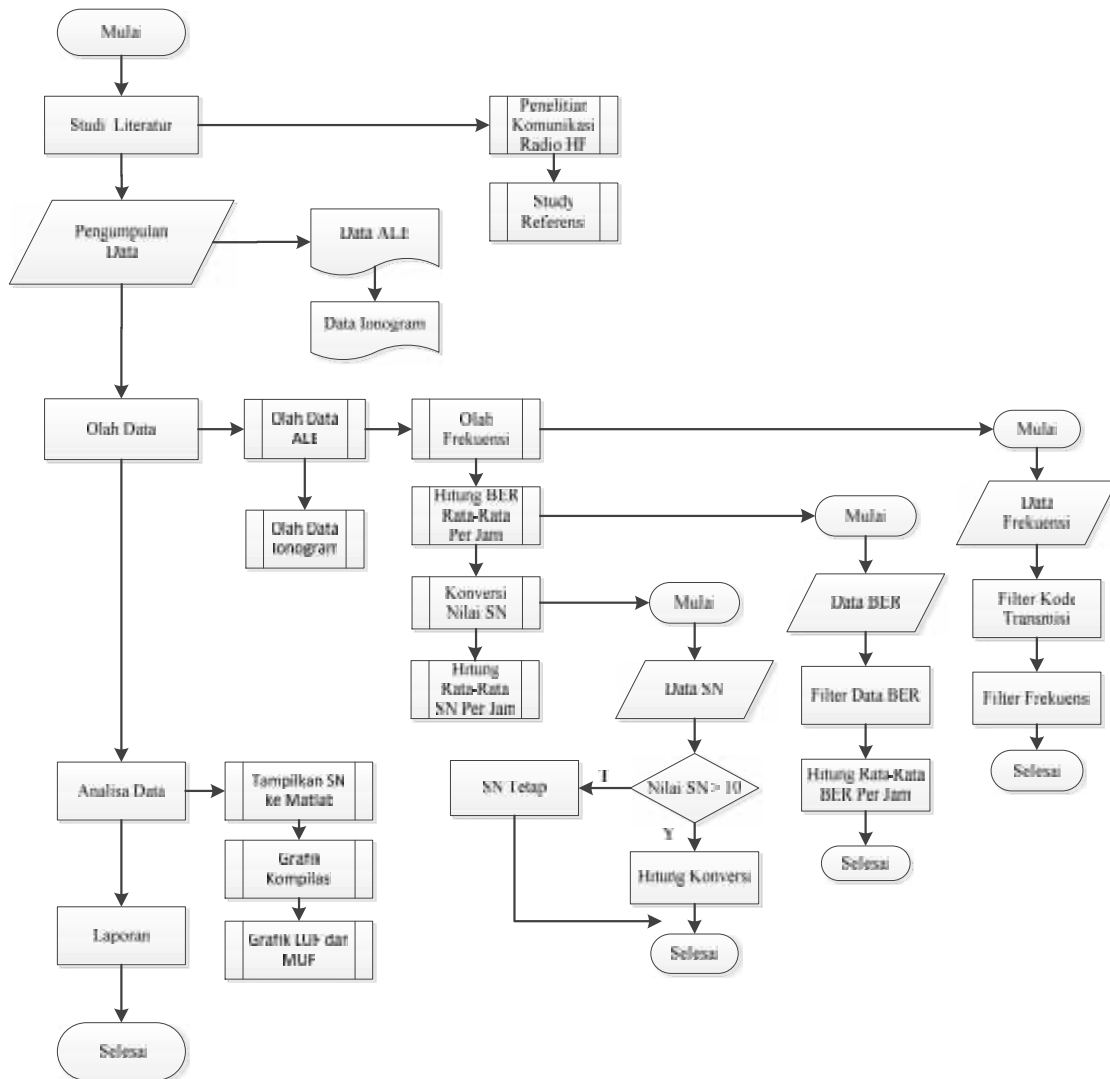 Mulai
Studi Literatur
Penelitian
Komunikasi
Radio HF
Study
Referensi
Pengumpulan
Data
Data ALE
Data Ionogram
Olah Data
Olah Data
ALE
Olah Data
Ionogram
Olah
Frekuensi
Hitung BER
Rata-Rata
Per Jam
Konversi
Nilai SN
Hitung
Rata-Rata
SN Per Jam
Mulai
Data SN
Nilai SN > 10
T
Y
SN Tetap
Hitung Konversi
Selesai
Mulai
Data BER
Filter Data BER
Hitung Rata-Rata
BER Per Jam
Selesai
Mulai
Data
Frekuensi
Filter Kode
Transmisi
Filter Frekuensi
Selesai
Analisa Data
Tampilkan SN
ke Matlab
Grafik
Kompilas
Grafik LUF dan
MUF
Laporan
Selesai